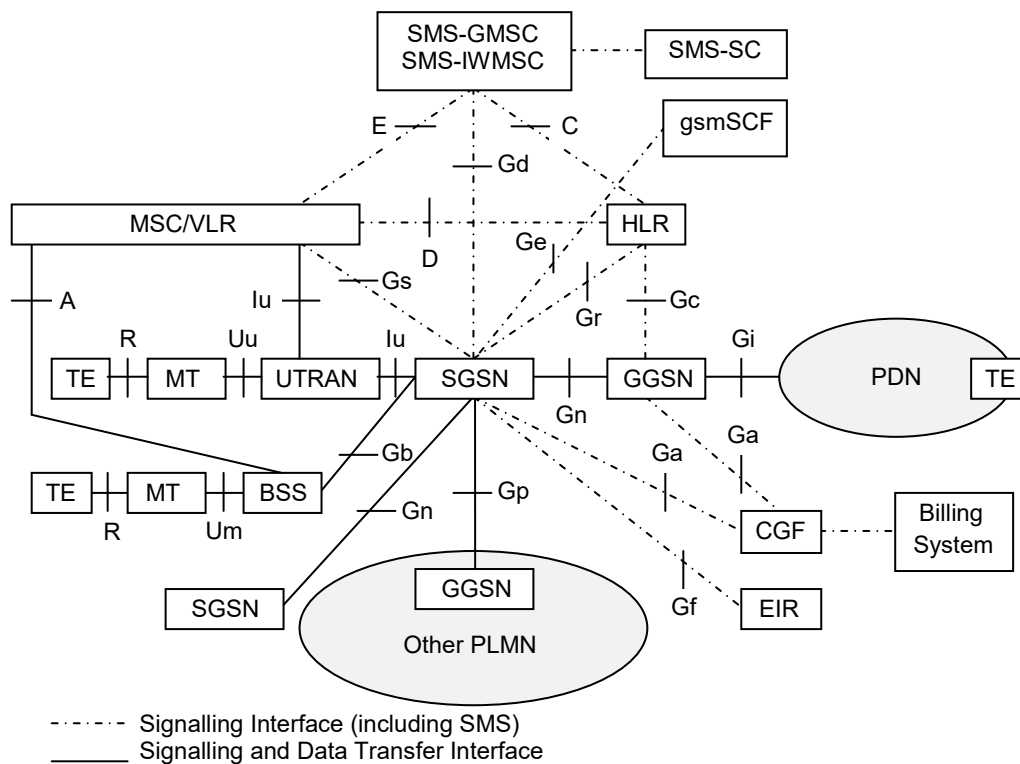 SMS-GMSC
SMS-IWMSC
SMS-SC
gsmSCF
E
C
Gd
MSC/VLR
HLR
D
Ge
Gs
Gr
A
Iu
Gc
R
Uu
Iu
Gi
TE
MT
UTRAN
SGSN
GGSN
PDN
TE
Gn
Gb
Ga
Ga
TE
MT
BSS
Gp
R
Um
Gn
CGF
Billing
System
SGSN
GGSN
Gf
EIR
Other PLMN
Signalling Interface (including SMS)
Signalling and Data Transfer Interface